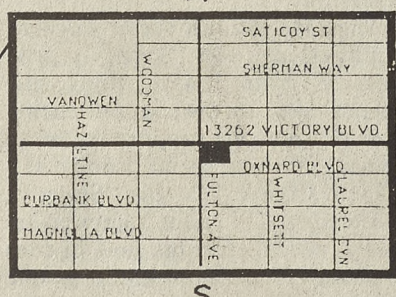 SATICOY ST
SHERMAN WAY
WOODMAN
VANOWEN
HAZELTINE
13262 VICTORY BLVD.
OXNARD BLVD
BURBANK BLVD
FULTON AVE
WHITSETT
LAUREL CYN
MAGNOLIA BLVD
S